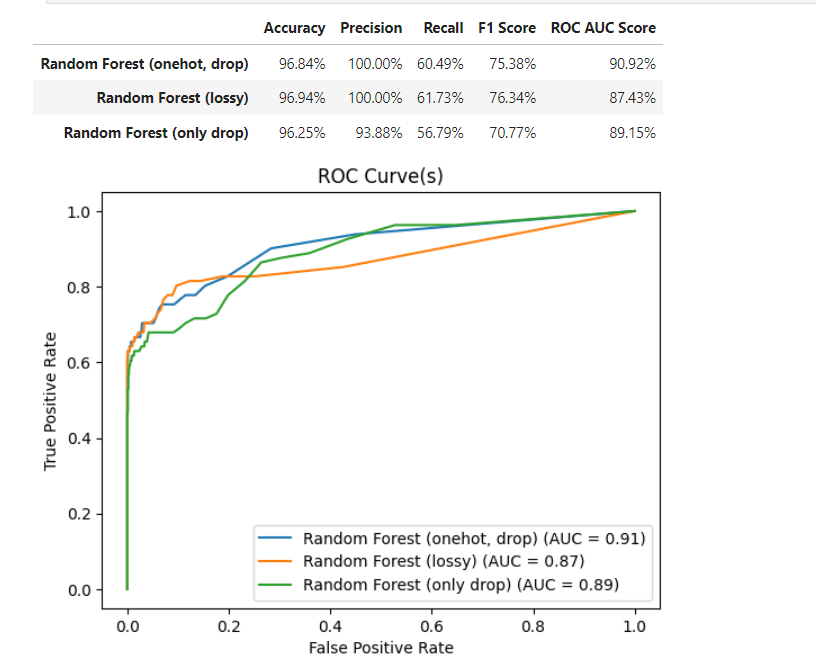 Accuracy Precision Recall F1 Score ROC AUC Score
Random Forest (onehot, drop) 96.84% 100.00% 60.49% 75.38% 90.92%
Random Forest (lossy) 96.94% 100.00% 61.73% 76.34% 87.43%
Random Forest (only drop) 96.25% 93.88% 56.79% 70.77% 89.15%
ROC Curve(s)
1.0
0.8
0.6
0.4
0.2
0.0
True Positive Rate
Random Forest (onehot, drop) (AUC = 0.91)
Random Forest (lossy) (AUC = 0.87)
Random Forest (only drop) (AUC = 0.89)
0.0 0.2 0.4 0.6 0.8 1.0
False Positive Rate